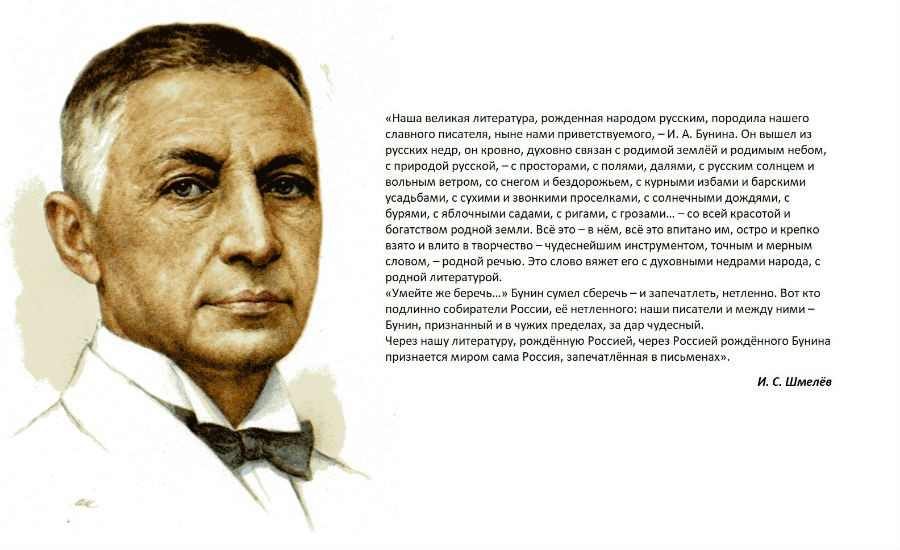 «Наша великая литература, рожденная народом русским, породила нашего
славного писателя, ныне нами приветствуемого, – И. А. Бунина. Он вышел из
русских недр, он кровно, духовно связан с родимой землёй и родимым небом,
с природой русской, – с просторами, с полями, далями, с русским солнцем и
вольным ветром, со снегом и бездорожьем, с курными избами и барскими
усадьбами, с сухими и звонкими проселками, с солнечными дождями, с
бурями, с яблочными садами, с ригами, с грозами... – со всей красотой и
богатством родной земли. Всё это – в нём, всё это впитано им, остро и крепко
взято и влито в творчество – чудеснейшим инструментом, точным и мерным
словом, – родной речью. Это слово вяжет его с духовными недрами народа, с
родной литературой.
«Умейте же беречь...» Бунин сумел сберечь – и запечатлеть, нетленно. Вот кто
подлинно собиратели России, её нетленного: наши писатели и между ними –
Бунин, признанный и в чужих пределах, за дар чудесный.
Через нашу литературу, рождённую Россией, через Россией рождённого Бунина
признается миром сама Россия, запечатлённая в письменах».
И. С. Шмелёв